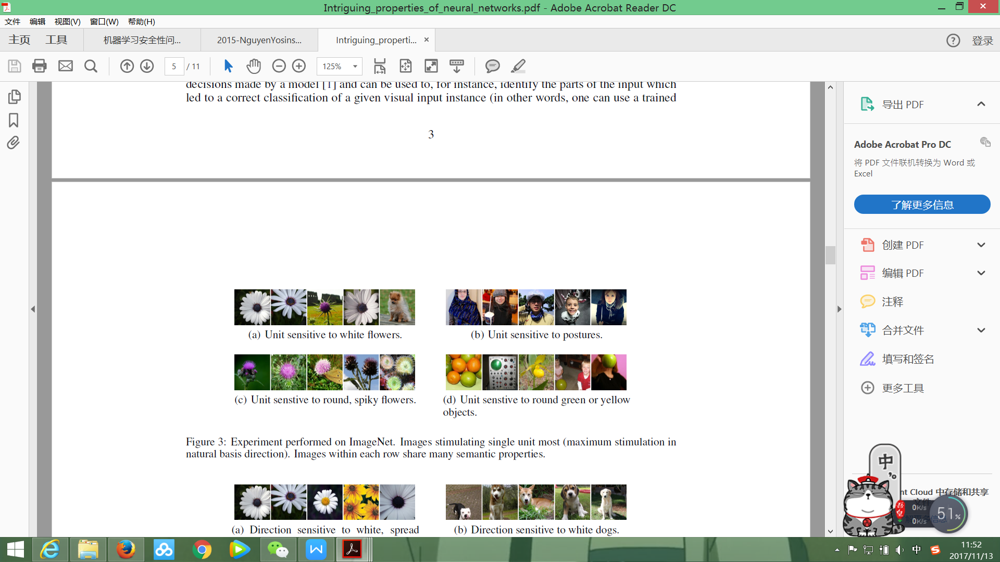 Intriguing_properties_of_neural_networks.pdf - Adobe Acrobat Reader DC
文件 编辑 视图(V) 窗口(W) 帮助(H)
主页 工具 机器学习安全性问... 2015-NguyenYosins... Intriguing_properti... 登录
5 / 11 125%
decisions made by a model [1] and can be used to, for instance, identify the parts of the input which
led to a correct classification of a given visual input instance (in other words, one can use a trained
3
(a) Unit sensitive to white flowers.
(b) Unit sensitive to postures.
(c) Unit senstive to round, spiky flowers.
(d) Unit senstive to round green or yellow
objects.
Figure 3: Experiment performed on ImageNet. Images stimulating single unit most (maximum stimulation in
natural basis direction). Images within each row share many semantic properties.
(a) Direction sensitive to white, spread
(b) Direction sensitive to white dogs.
导出 PDF
Adobe Acrobat Pro DC
将 PDF 文件联机转换为 Word 或
Excel
了解更多信息
创建 PDF
编辑 PDF
注释
合并文件
填写和签名
更多工具
中
nt Cloud 中存储和共享
0K/s
0K/s
51%
中
11:52
2017/11/13